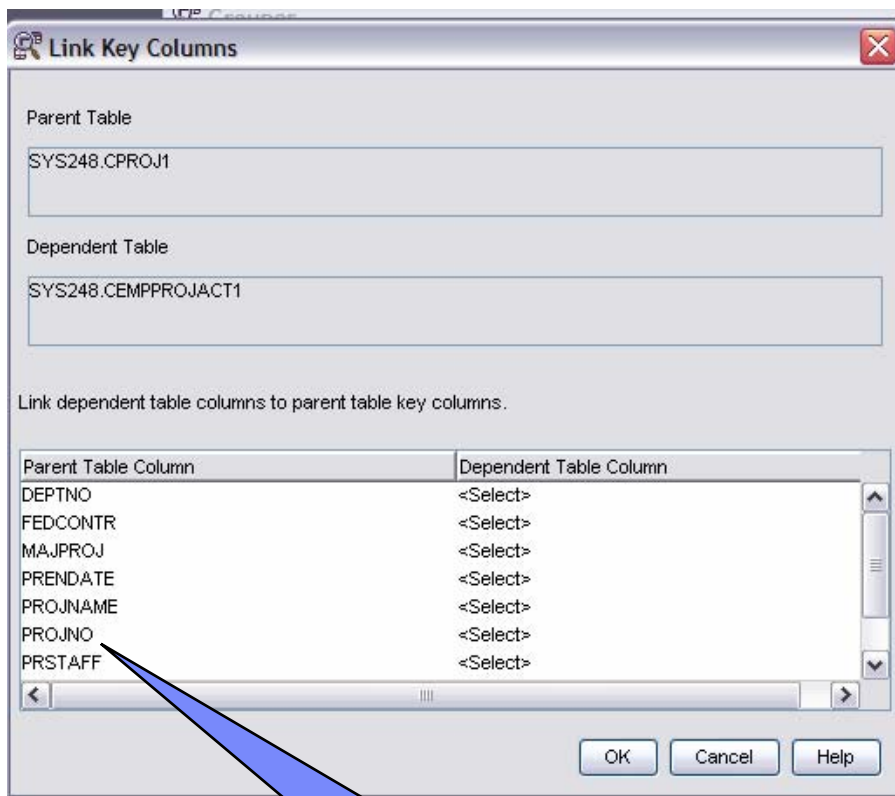 Grouper
Link Key Columns
Parent Table
SYS248.CPROJ1
Dependent Table
SYS248.CEMPPROJACT1
Link dependent table columns to parent table key columns.
Parent Table Column Dependent Table Column
DEPTNO <Select>
FEDCONTR <Select>
MAJPROJ <Select>
PRENDATE <Select>
PROJNAME <Select>
PROJNO <Select>
PRSTAFF <Select>
OK Cancel Help